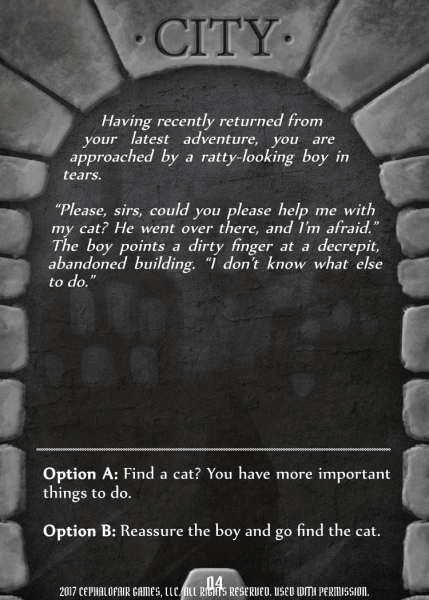 · CITY ·
Having recently returned from
your latest adventure, you are
approached by a ratty-looking boy in
tears.
“Please, sirs, could you please help me with
my cat? He went over there, and I’m afraid.”
The boy points a dirty finger at a decrepit,
abandoned building. “I don’t know what else
to do.”
Option A: Find a cat? You have more important
things to do.
Option B: Reassure the boy and go find the cat.
04
2017 CEPHALOFAIR GAMES, LLC. ALL RIGHTS RESERVED. USED WITH PERMISSION.